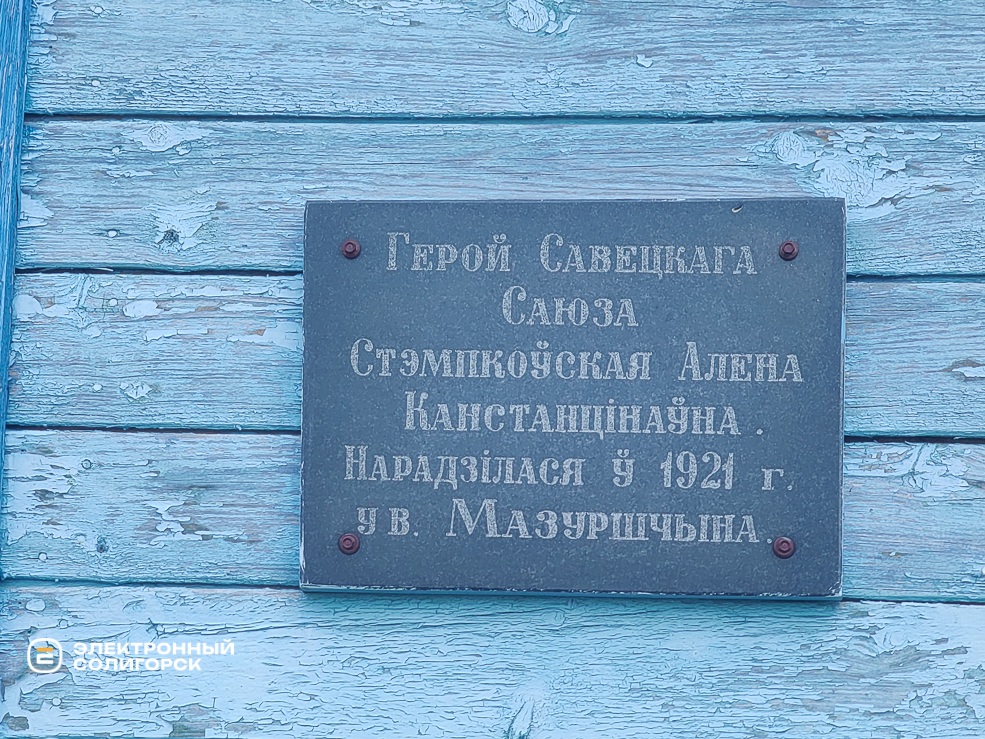 Герой Савецкага
Саюза
Стэмпкоўская Алена
Канстанцінаўна.
Нарадзілася ў 1921 г.
у в. Мазуршчына.
ЭЛЕКТРОННЫЙ
СОЛИГОРСК